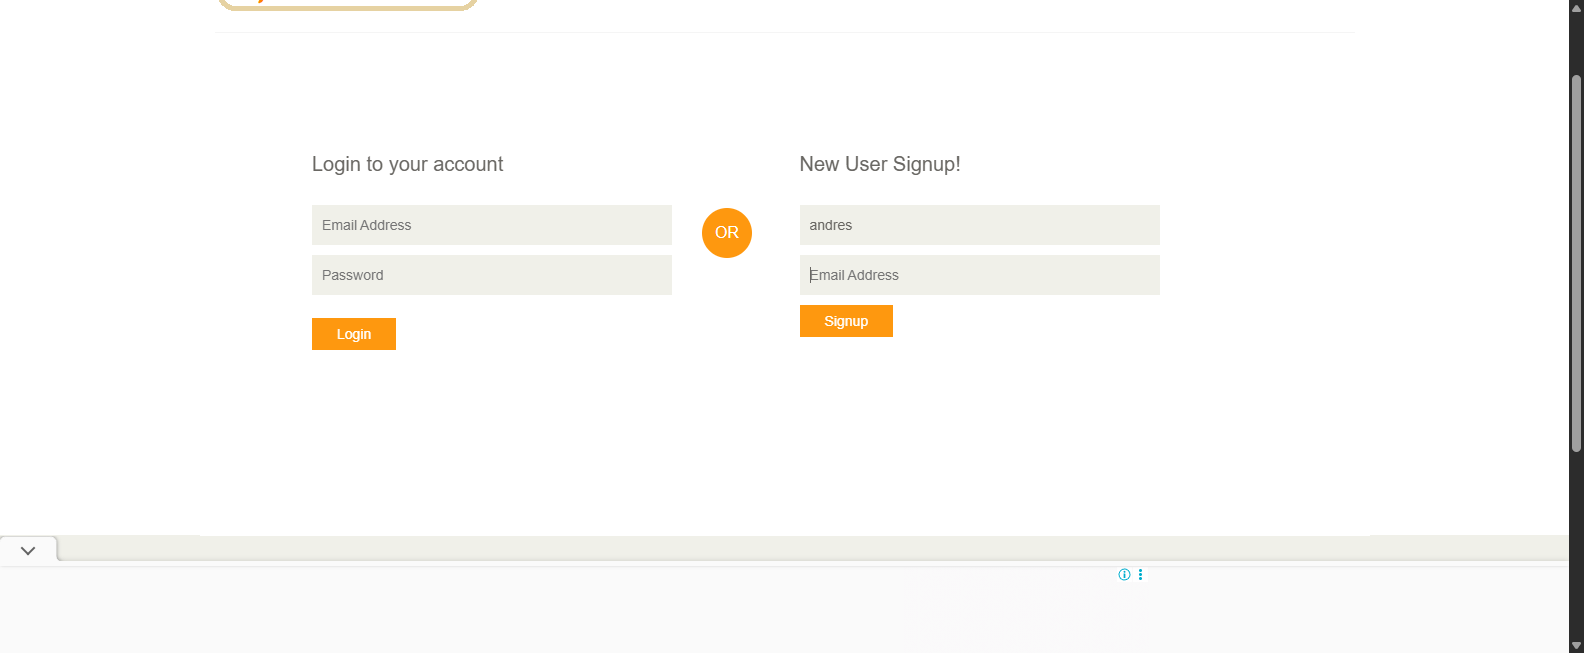 Login to your account
Email Address
Password
Login
OR
New User Signup!
andres
Email Address
Signup